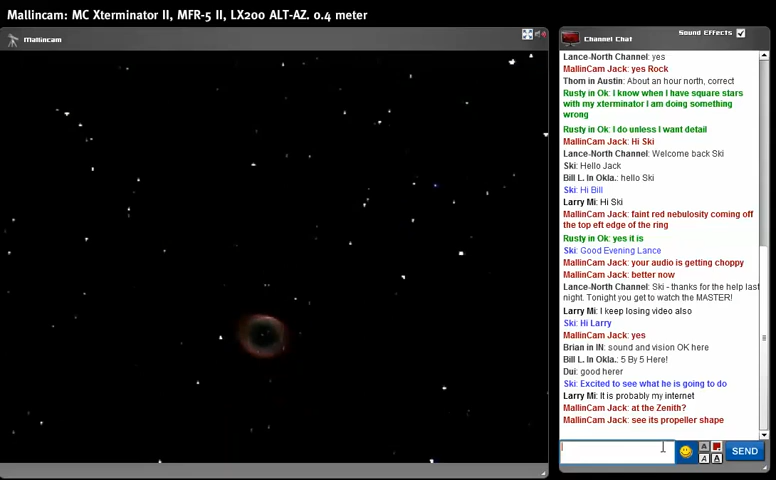 Mallincam: MC Xterminator II, MFR-5 II, LX200 ALT-AZ. 0.4 meter
Mallincam
Channel Chat
Sound Effects
Lance-North Channel: yes
MallinCam Jack: yes Rock
Thom in Austin: About an hour north, correct
Rusty in Ok: I know when I have square stars
with my xterminator I am doing something
wrong
Rusty in Ok: I do unless I want detail
MallinCam Jack: Hi Ski
Lance-North Channel: Welcome back Ski
Ski: Hello Jack
Bill L. In Okla.: hello Ski
Ski: Hi Bill
Larry Mi: Hi Ski
MallinCam Jack: faint red nebulosity coming off
the top eft edge of the ring
Rusty in Ok: yes it is
Ski: Good Evening Lance
MallinCam Jack: your audio is getting choppy
MallinCam Jack: better now
Lance-North Channel: Ski - thanks for the help last
night. Tonight you get to watch the MASTER!
Larry Mi: I keep losing video also
Ski: Hi Larry
MallinCam Jack: yes
Brian in IN: sound and vision OK here
Bill L. In Okla.: 5 By 5 Here!
Dui: good herer
Ski: Excited to see what he is going to do
Larry Mi: It is probably my internet
MallinCam Jack: at the Zenith?
MallinCam Jack: see its propeller shape
A
A A
SEND